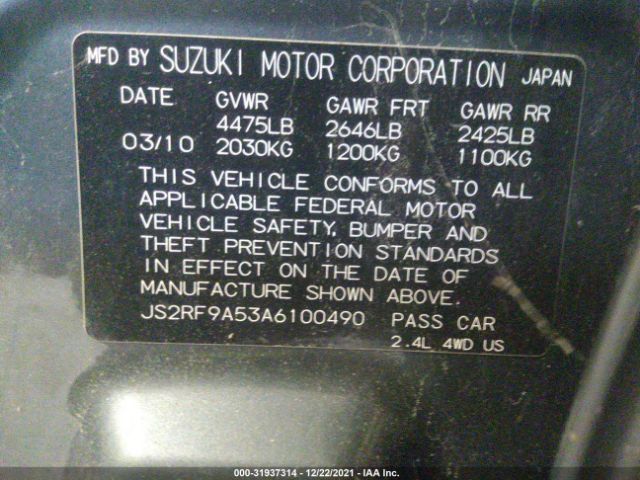 MFD BY SUZUKI MOTOR CORPORATION JAPAN
DATE GVWR GAWR FRT GAWR RR
4475LB 2646LB 2425LB
03/10 2030KG 1200KG 1100KG
THIS VEHICLE CONFORMS TO ALL
APPLICABLE FEDERAL MOTOR
VEHICLE SAFETY, BUMPER AND
THEFT PREVENTION STANDARDS
IN EFFECT ON THE DATE OF
MANUFACTURE SHOWN ABOVE.
JS2RF9A53A6100490 PASS CAR
2.4L 4WD US
000-31937314 - 12/22/2021 - IAA Inc.